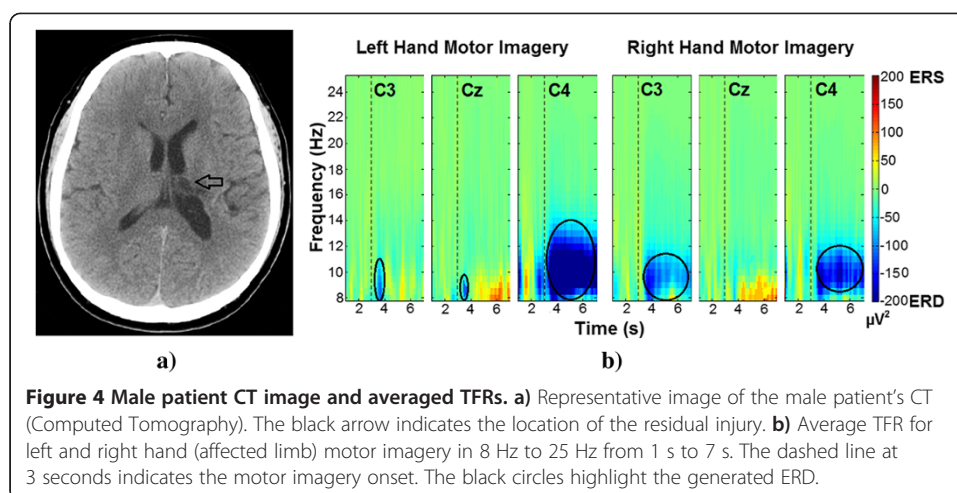 Left Hand Motor Imagery Right Hand Motor Imagery
C3 Cz C4 C3 Cz C4
200 ERS
100
50
0
-50
-100
-200 ERD
µV²
24
22
20
18
16
14
12
10
8
Frequency (Hz)
2 4 6 2 4 6 2 4 6 2 4 6 2 4 6 2 4 6
Time (s)
a) b)
Figure 4 Male patient CT image and averaged TFRs. a) Representative image of the male patient's CT
(Computed Tomography). The black arrow indicates the location of the residual injury. b) Average TFR for
left and right hand (affected limb) motor imagery in 8 Hz to 25 Hz from 1 s to 7 s. The dashed line at
3 seconds indicates the motor imagery onset. The black circles highlight the generated ERD.